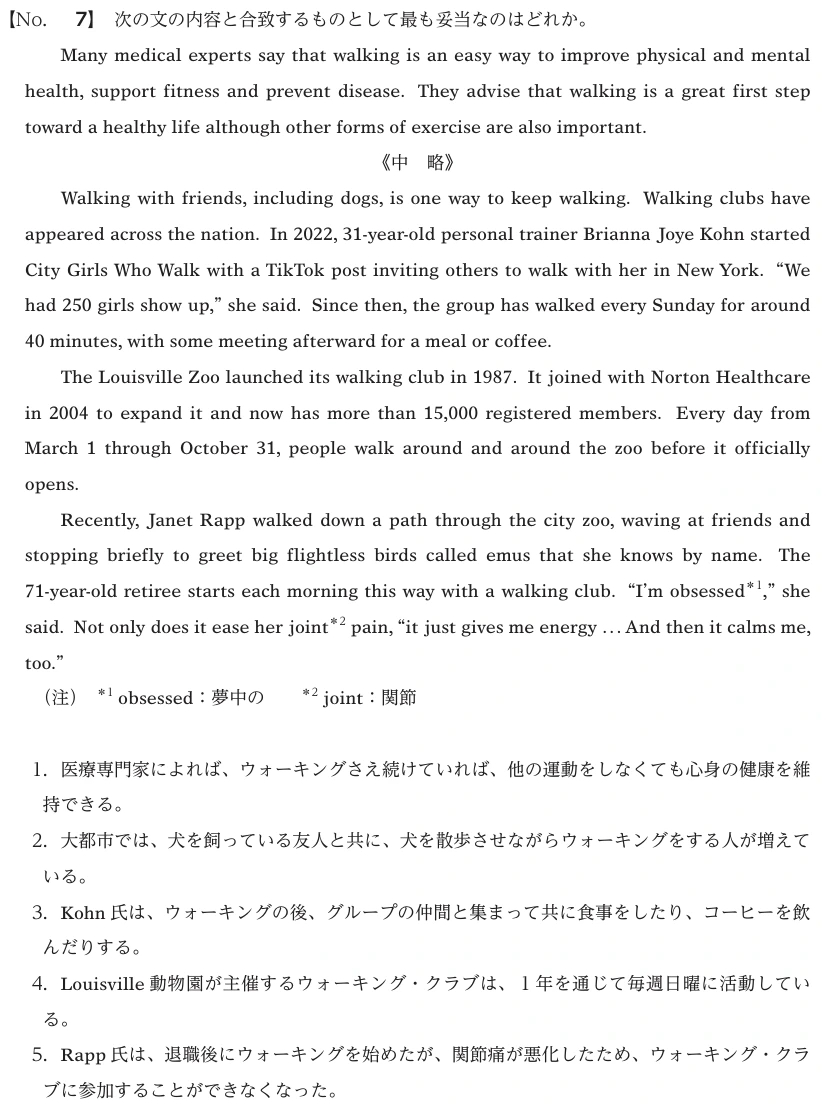 【No. 7】 次の文の内容と合致するものとして最も妥当なのはどれか。
Many medical experts say that walking is an easy way to improve physical and mental
health, support fitness and prevent disease. They advise that walking is a great first step
toward a healthy life although other forms of exercise are also important.
《中 略》
Walking with friends, including dogs, is one way to keep walking. Walking clubs have
appeared across the nation. In 2022, 31-year-old personal trainer Brianna Joye Kohn started
City Girls Who Walk with a TikTok post inviting others to walk with her in New York. “We
had 250 girls show up,” she said. Since then, the group has walked every Sunday for around
40 minutes, with some meeting afterward for a meal or coffee.
The Louisville Zoo launched its walking club in 1987. It joined with Norton Healthcare
in 2004 to expand it and now has more than 15,000 registered members. Every day from
March 1 through October 31, people walk around and around the zoo before it officially
opens.
Recently, Janet Rapp walked down a path through the city zoo, waving at friends and
stopping briefly to greet big flightless birds called emus that she knows by name. The
71-year-old retiree starts each morning this way with a walking club. “I’m obsessed*1,” she
said. Not only does it ease her joint*2 pain, “it just gives me energy … And then it calms me,
too.”
(注) *1 obsessed:夢中の *2 joint:関節
1. 医療専門家によれば、ウォーキングさえ続けていれば、他の運動をしなくても心身の健康を維
持できる。
2. 大都市では、犬を飼っている友人と共に、犬を散歩させながらウォーキングをする人が増えて
いる。
3. Kohn 氏は、ウォーキングの後、グループの仲間と集まって共に食事をしたり、コーヒーを飲
んだりする。
4. Louisville 動物園が主催するウォーキング・クラブは、1年を通じて毎週日曜に活動してい
る。
5. Rapp 氏は、退職後にウォーキングを始めたが、関節痛が悪化したため、ウォーキング・クラ
ブに参加することができなくなった。